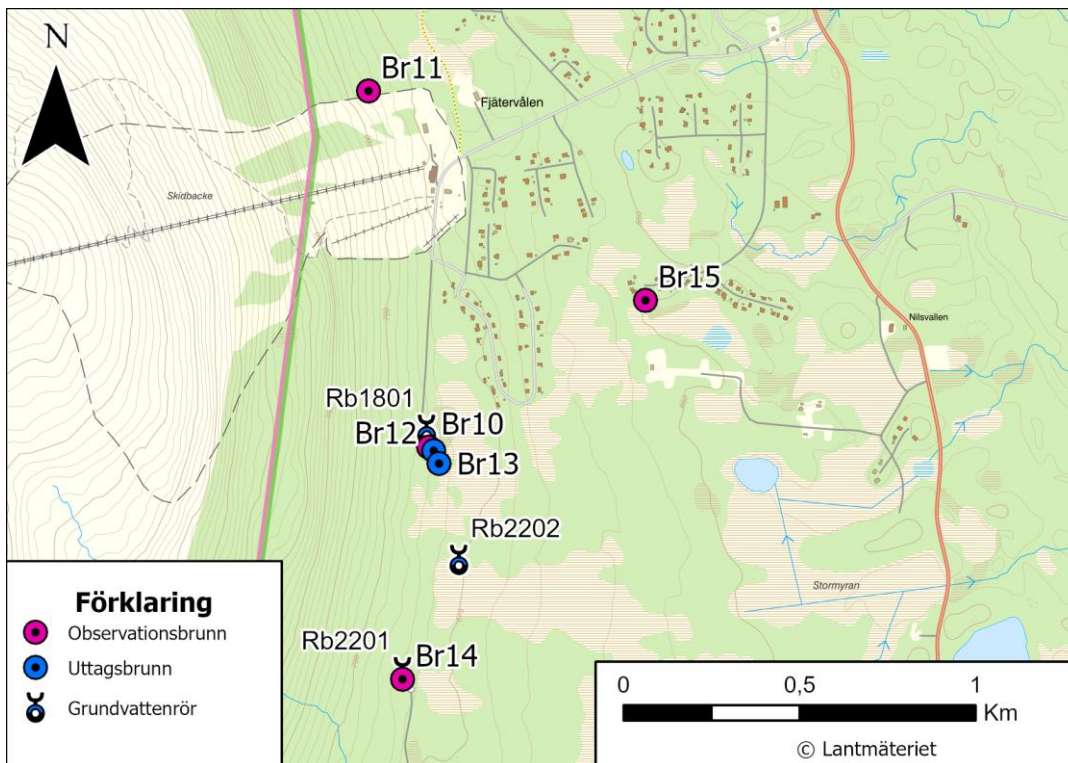 N
Br11
Fjätervålen
Skidbacke
Br15
Nilsvallen
Rb1801
Br12
Br10
Br13
Rb2202
Stormyran
Rb2201
Br14
Förklaring
Observationsbrunn
Uttagsbrunn
Grundvattenrör
0 0,5 1
Km
© Lantmäteriet